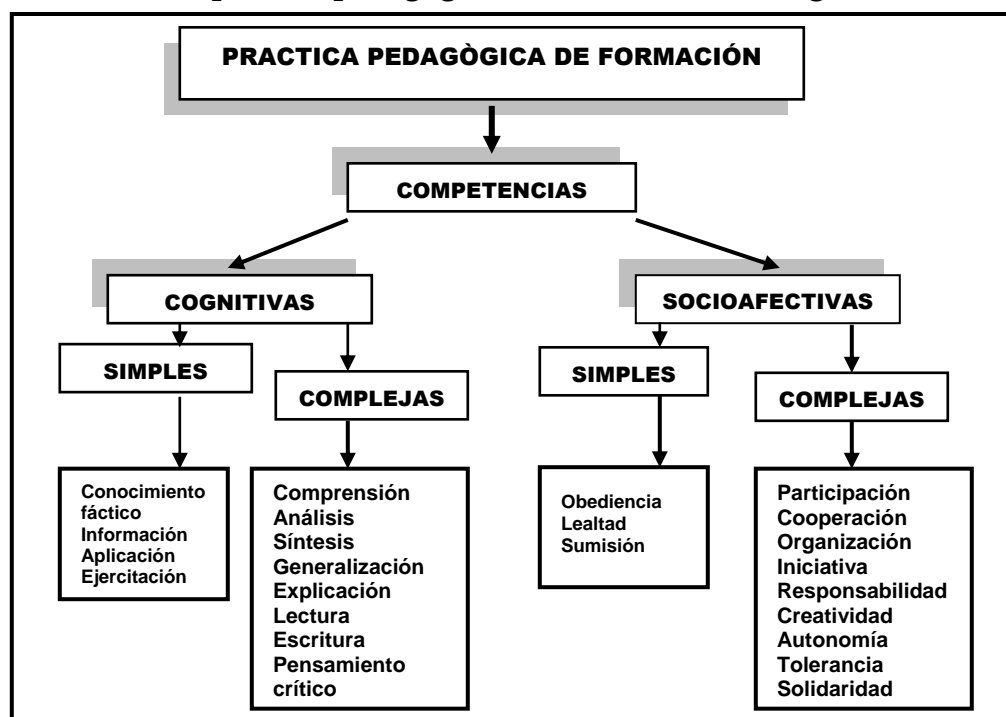 PRACTICA PEDAGÒGICA DE FORMACIÓN
COMPETENCIAS
COGNITIVAS
SOCIOAFECTIVAS
SIMPLES
COMPLEJAS
SIMPLES
COMPLEJAS
Conocimiento
fáctico
Información
Aplicación
Ejercitación
Comprensión
Análisis
Síntesis
Generalización
Explicación
Lectura
Escritura
Pensamiento
crítico
Obediencia
Lealtad
Sumisión
Participación
Cooperación
Organización
Iniciativa
Responsabilidad
Creatividad
Autonomía
Tolerancia
Solidaridad